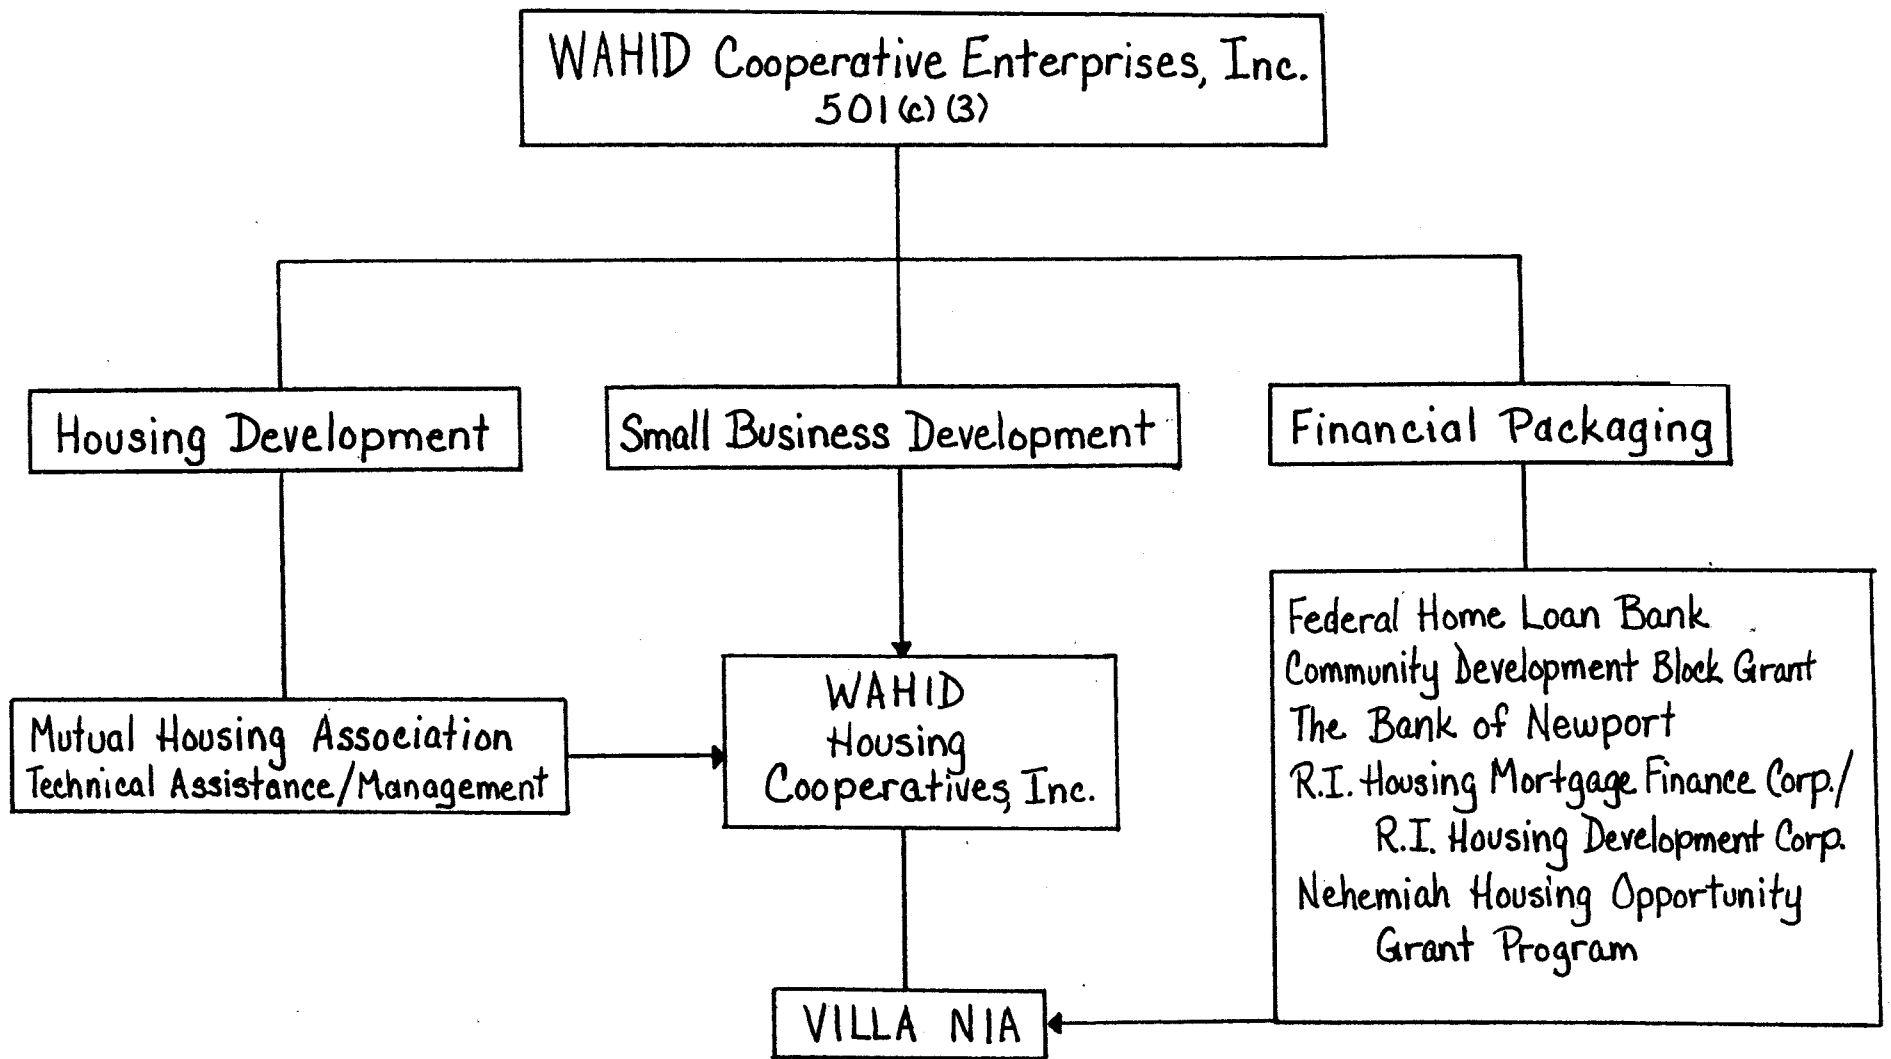 WAHID Cooperative Enterprises, Inc.
501(c)(3)
Housing Development
Small Business Development
Financial Packaging
Mutual Housing Association
Technical Assistance/Management
WAHID
Housing
Cooperatives, Inc.
Federal Home Loan Bank
Community Development Block Grant
The Bank of Newport
R.I. Housing Mortgage Finance Corp./
R.I. Housing Development Corp.
Nehemiah Housing Opportunity
Grant Program
VILLA NIA